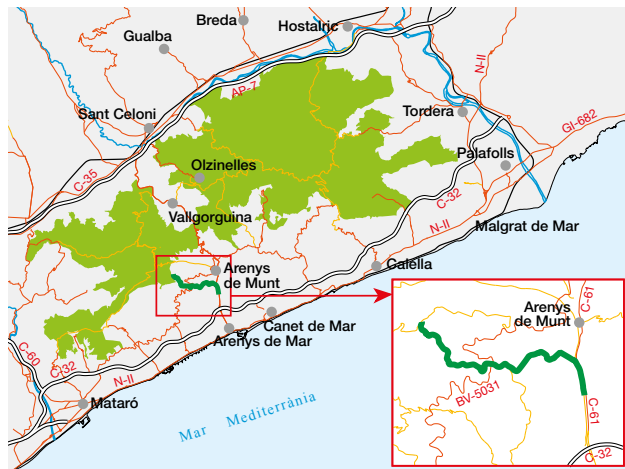 Breda
Hostalric
Gualba
N-II
AP-7
Tordera
Sant Celoni
GI-682
Palafolls
Olzinelles
C-35
C-32
Vallgorguina
N-II
Malgrat de Mar
Arenys
de Munt
Calella
Canet de Mar
Arenys de Mar
C-60
C-32
N-II
Mataró
Mar Mediterrània
C-61
Arenys
de Munt
BV-5031
C-61
C-32